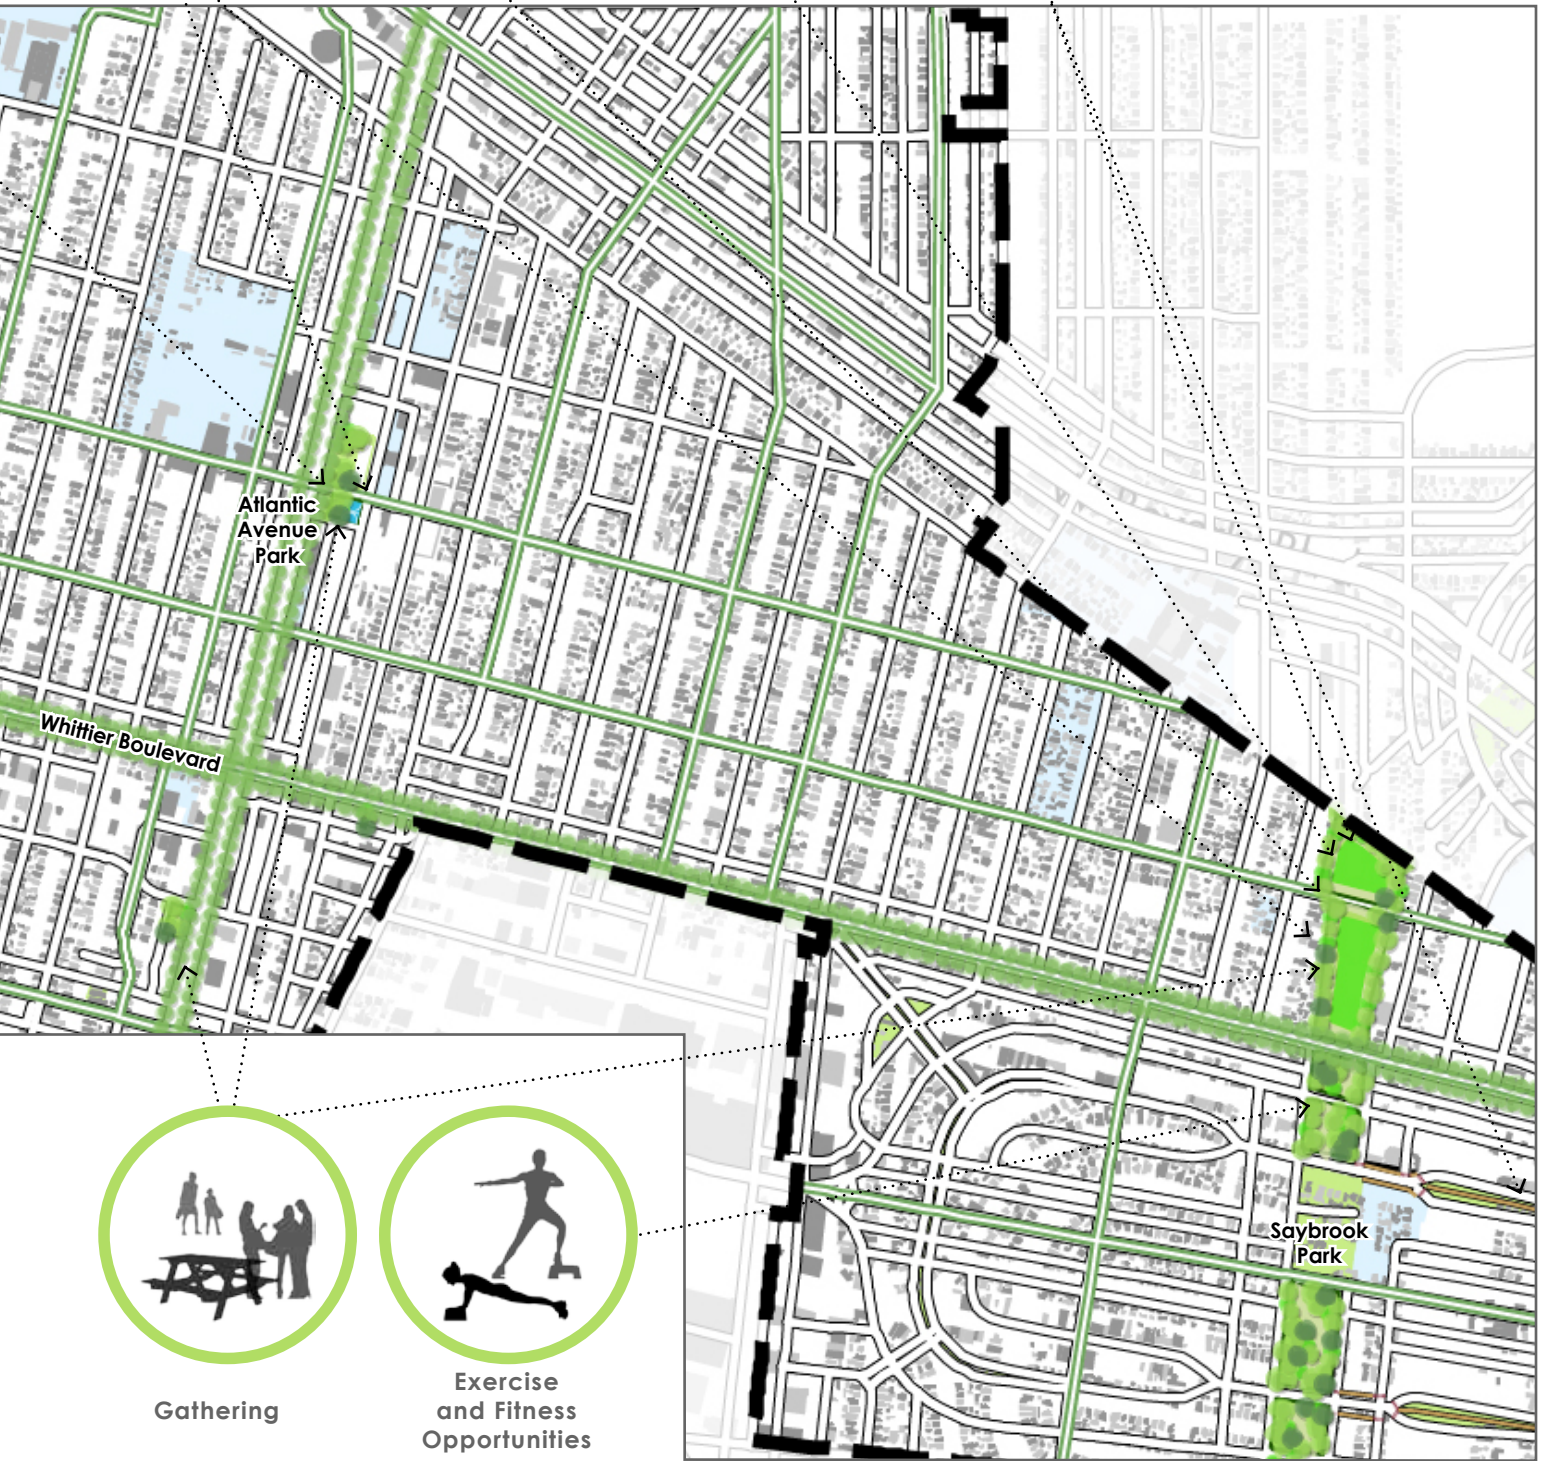 Atlantic
Avenue
Park
Whittier Boulevard
Saybrook
Park
Gathering
Exercise
and Fitness
Opportunities